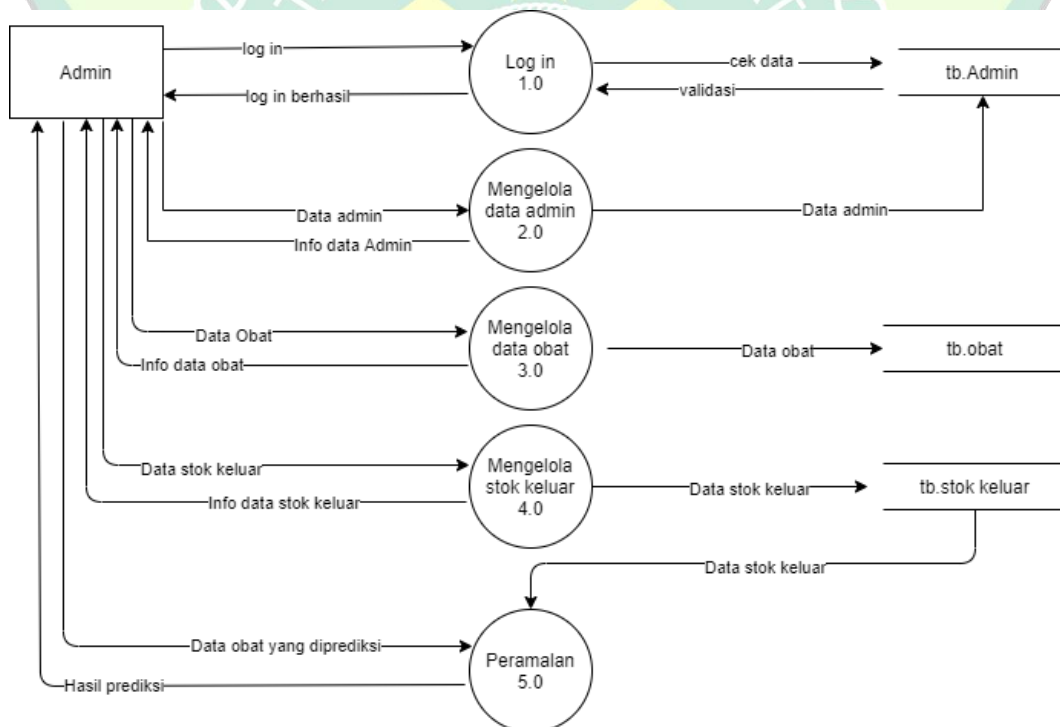 Admin
log in
log in berhasil
Log in
1.0
cek data
validasi
tb.Admin
Data admin
Info data Admin
Mengelola
data admin
2.0
Data admin
Data Obat
Info data obat
Mengelola
data obat
3.0
Data obat
tb.obat
Data stok keluar
Info data stok keluar
Mengelola
stok keluar
4.0
Data stok keluar
tb.stok keluar
Data stok keluar
Data obat yang diprediksi
Hasil prediksi
Peramalan
5.0